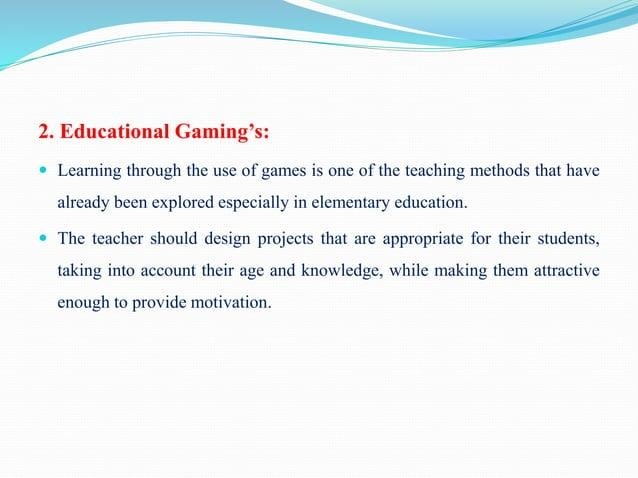 2. Educational Gaming’s:
Learning through the use of games is one of the teaching methods that have
already been explored especially in elementary education.
The teacher should design projects that are appropriate for their students,
taking into account their age and knowledge, while making them attractive
enough to provide motivation.